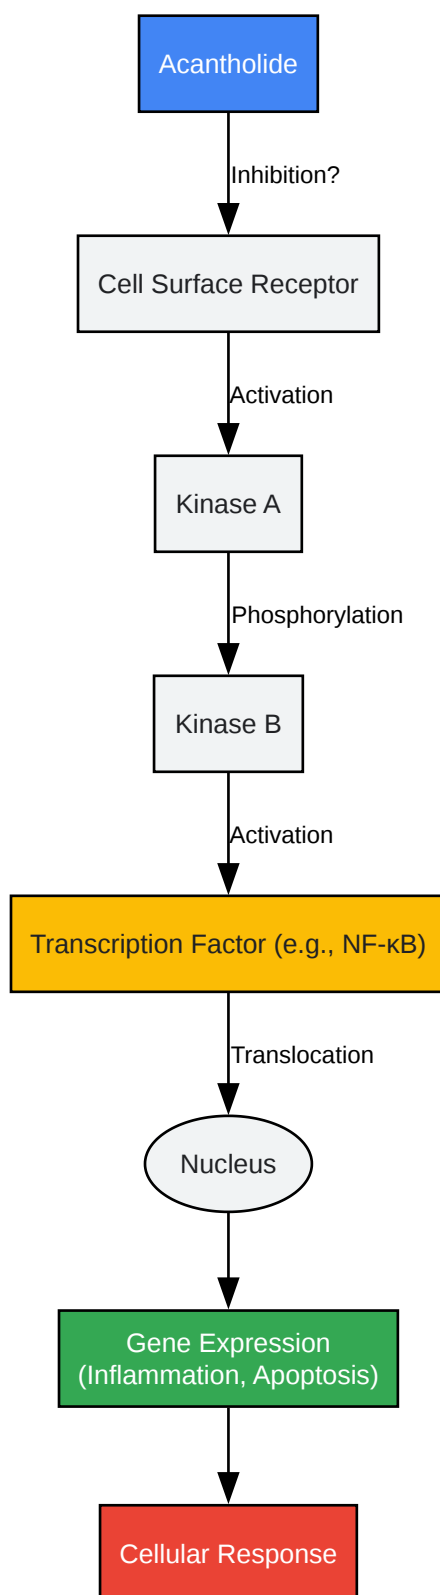 Acantholide
Inhibition?
Cell Surface Receptor
Activation
Kinase A
Phosphorylation
Kinase B
Activation
Transcription Factor (e.g., NF-κB)
Translocation
Nucleus
Gene Expression
(Inflammation, Apoptosis)
Cellular Response